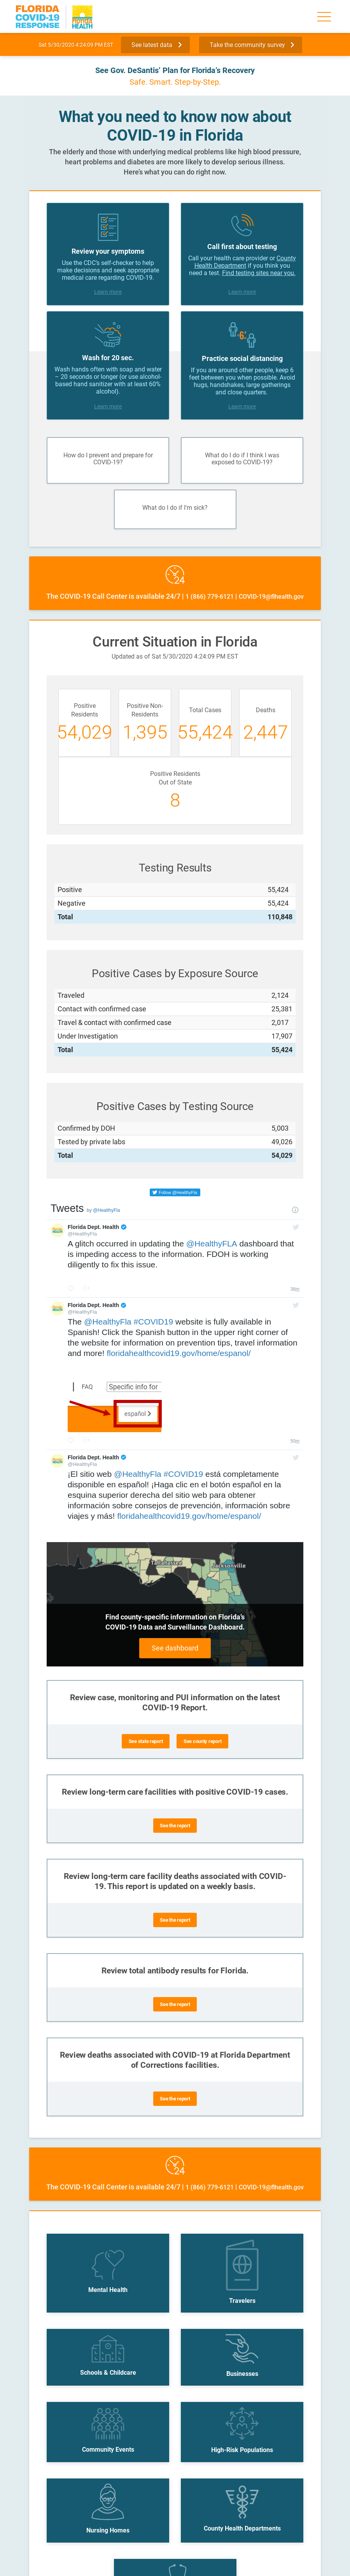 FLORIDA
COVID-19
RESPONSE
Florida
HEALTH
Sat 5/30/2020 4:24:09 PM EST
See latest data
Take the community survey
See Gov. DeSantis’ Plan for Florida’s Recovery
Safe. Smart. Step-by-Step.
What you need to know now about
COVID-19 in Florida
The elderly and those with underlying medical problems like high blood pressure,
heart problems and diabetes are more likely to develop serious illness.
Here’s what you can do right now.
Review your symptoms
Use the CDC’s self-checker to help
make decisions and seek appropriate
medical care regarding COVID-19.
Learn more
Call first about testing
Call your health care provider or County
Health Department if you think you
need a test. Find testing sites near you.
Learn more
Wash for 20 sec.
Wash hands often with soap and water
– 20 seconds or longer (or use alcohol-
based hand sanitizer with at least 60%
alcohol).
Learn more
6'
Practice social distancing
If you are around other people, keep 6
feet between you when possible. Avoid
hugs, handshakes, large gatherings
and close quarters.
Learn more
How do I prevent and prepare for
COVID-19?
What do I do if I think I was
exposed to COVID-19?
What do I do if I'm sick?
24
The COVID-19 Call Center is available 24/7 | 1 (866) 779-6121 | COVID-19@flhealth.gov
Current Situation in Florida
Updated as of Sat 5/30/2020 4:24:09 PM EST
Positive
Residents
54,029
Positive Non-
Residents
1,395
Total Cases
55,424
Deaths
2,447
Positive Residents
Out of State
8
Testing Results
Positive 55,424
Negative 55,424
Total 110,848
Positive Cases by Exposure Source
Traveled 2,124
Contact with confirmed case 25,381
Travel & contact with confirmed case 2,017
Under Investigation 17,907
Total 55,424
Positive Cases by Testing Source
Confirmed by DOH 5,003
Tested by private labs 49,026
Total 54,029
Follow @HealthyFla
Tweets by @HealthyFla
Florida Dept. Health
@HealthyFla
A glitch occurred in updating the @HealthyFLA dashboard that
is impeding access to the information. FDOH is working
diligently to fix this issue.
Florida Dept. Health
@HealthyFla
The @HealthyFla #COVID19 website is fully available in
Spanish! Click the Spanish button in the upper right corner of
the website for information on prevention tips, travel information
and more! floridahealthcovid19.gov/home/espanol/
FAQ
Specific info for
español
Florida Dept. Health
@HealthyFla
¡El sitio web @HealthyFla #COVID19 está completamente
disponible en español! ¡Haga clic en el botón español en la
esquina superior derecha del sitio web para obtener
información sobre consejos de prevención, información sobre
viajes y más! floridahealthcovid19.gov/home/espanol/
Tallahassee
Jacksonville
Find county-specific information on Florida’s
COVID-19 Data and Surveillance Dashboard.
See dashboard
Review case, monitoring and PUI information on the latest
COVID-19 Report.
See state report
See county report
Review long-term care facilities with positive COVID-19 cases.
See the report
Review long-term care facility deaths associated with COVID-
19. This report is updated on a weekly basis.
See the report
Review total antibody results for Florida.
See the report
Review deaths associated with COVID-19 at Florida Department
of Corrections facilities.
See the report
24
The COVID-19 Call Center is available 24/7 | 1 (866) 779-6121 | COVID-19@flhealth.gov
Mental Health
Travelers
Schools & Childcare
Businesses
Community Events
High-Risk Populations
Nursing Homes
County Health Departments